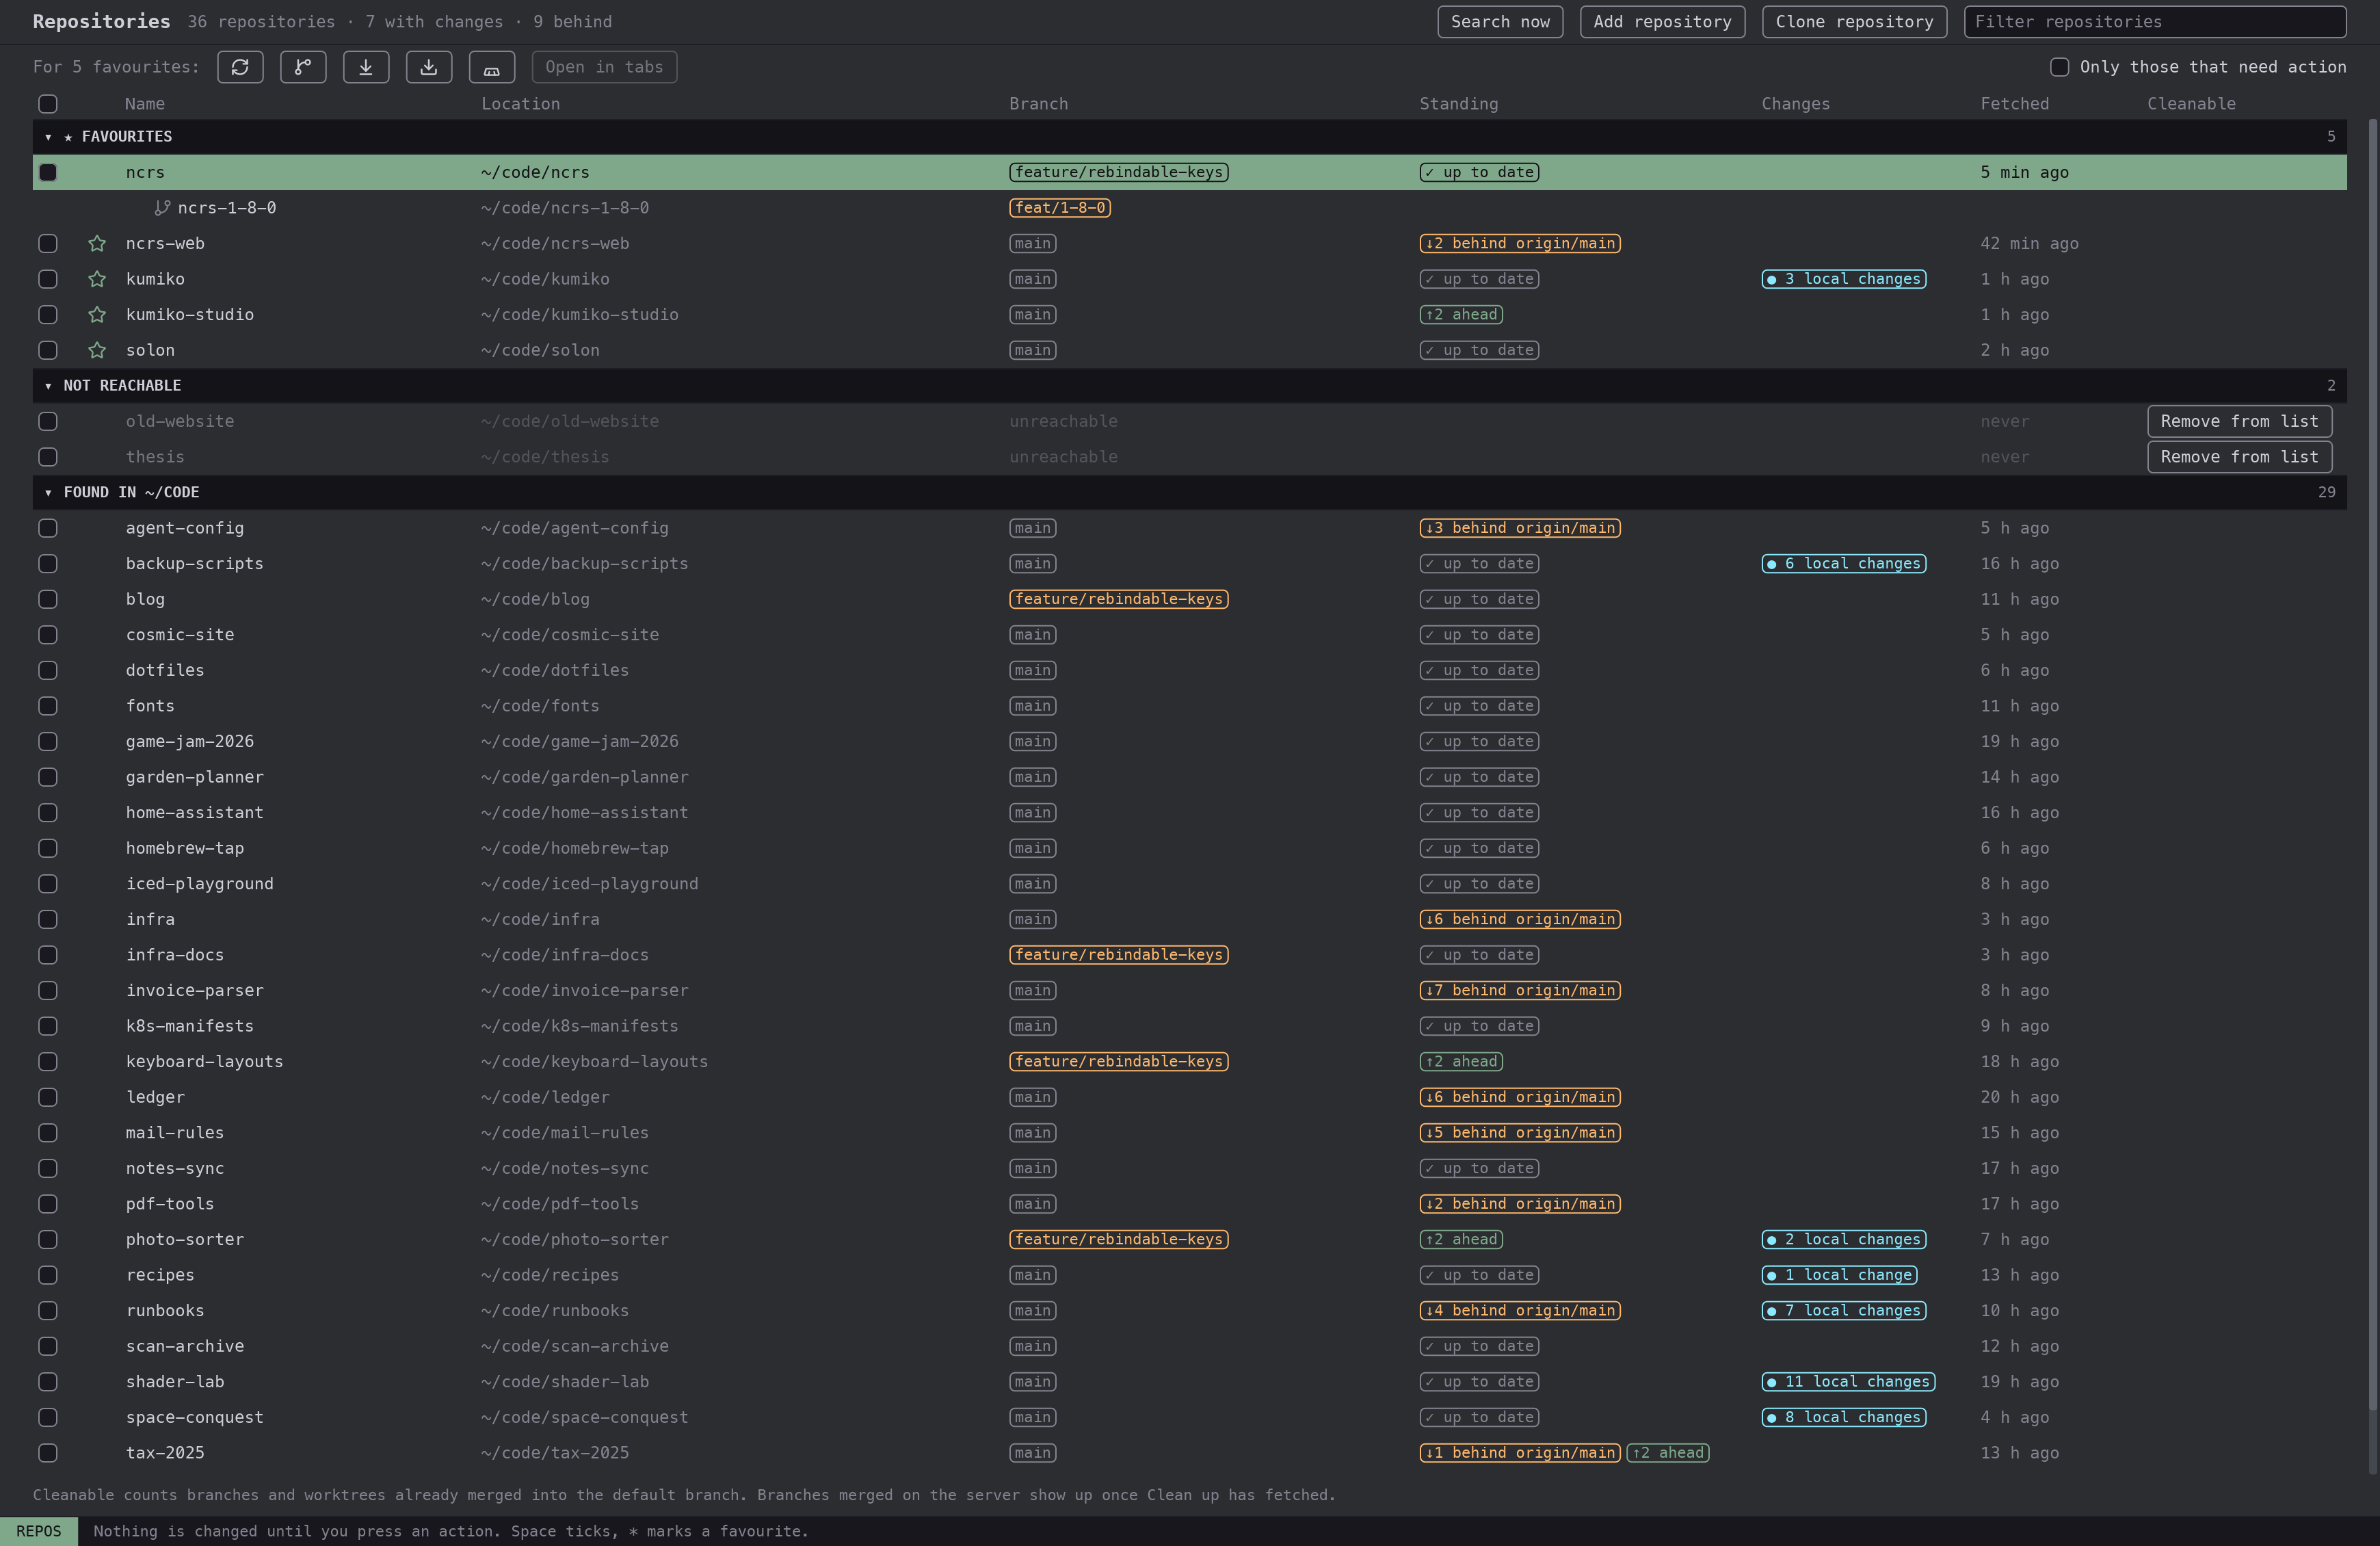 Repositories 36 repositories · 7 with changes · 9 behind Search now Add repository Clone repository Filter repositories
For 5 favourites: Open in tabs Only those that need action
Name Location Branch Standing Changes Fetched Cleanable
▾ ★ FAVOURITES 5
ncrs ~/code/ncrs feature/rebindable-keys ✓ up to date 5 min ago
ncrs-1-8-0 ~/code/ncrs-1-8-0 feat/1-8-0
ncrs-web ~/code/ncrs-web main ↓2 behind origin/main 42 min ago
kumiko ~/code/kumiko main ✓ up to date ● 3 local changes 1 h ago
kumiko-studio ~/code/kumiko-studio main ↑2 ahead 1 h ago
solon ~/code/solon main ✓ up to date 2 h ago
▾ NOT REACHABLE 2
old-website ~/code/old-website unreachable never Remove from list
thesis ~/code/thesis unreachable never Remove from list
▾ FOUND IN ~/CODE 29
agent-config ~/code/agent-config main ↓3 behind origin/main 5 h ago
backup-scripts ~/code/backup-scripts main ✓ up to date ● 6 local changes 16 h ago
blog ~/code/blog feature/rebindable-keys ✓ up to date 11 h ago
cosmic-site ~/code/cosmic-site main ✓ up to date 5 h ago
dotfiles ~/code/dotfiles main ✓ up to date 6 h ago
fonts ~/code/fonts main ✓ up to date 11 h ago
game-jam-2026 ~/code/game-jam-2026 main ✓ up to date 19 h ago
garden-planner ~/code/garden-planner main ✓ up to date 14 h ago
home-assistant ~/code/home-assistant main ✓ up to date 16 h ago
homebrew-tap ~/code/homebrew-tap main ✓ up to date 6 h ago
iced-playground ~/code/iced-playground main ✓ up to date 8 h ago
infra ~/code/infra main ↓6 behind origin/main 3 h ago
infra-docs ~/code/infra-docs feature/rebindable-keys ✓ up to date 3 h ago
invoice-parser ~/code/invoice-parser main ↓7 behind origin/main 8 h ago
k8s-manifests ~/code/k8s-manifests main ✓ up to date 9 h ago
keyboard-layouts ~/code/keyboard-layouts feature/rebindable-keys ↑2 ahead 18 h ago
ledger ~/code/ledger main ↓6 behind origin/main 20 h ago
mail-rules ~/code/mail-rules main ↓5 behind origin/main 15 h ago
notes-sync ~/code/notes-sync main ✓ up to date 17 h ago
pdf-tools ~/code/pdf-tools main ↓2 behind origin/main 17 h ago
photo-sorter ~/code/photo-sorter feature/rebindable-keys ↑2 ahead ● 2 local changes 7 h ago
recipes ~/code/recipes main ✓ up to date ● 1 local change 13 h ago
runbooks ~/code/runbooks main ↓4 behind origin/main ● 7 local changes 10 h ago
scan-archive ~/code/scan-archive main ✓ up to date 12 h ago
shader-lab ~/code/shader-lab main ✓ up to date ● 11 local changes 19 h ago
space-conquest ~/code/space-conquest main ✓ up to date ● 8 local changes 4 h ago
tax-2025 ~/code/tax-2025 main ↓1 behind origin/main ↑2 ahead 13 h ago
Cleanable counts branches and worktrees already merged into the default branch. Branches merged on the server show up once Clean up has fetched.
REPOS Nothing is changed until you press an action. Space ticks, * marks a favourite.